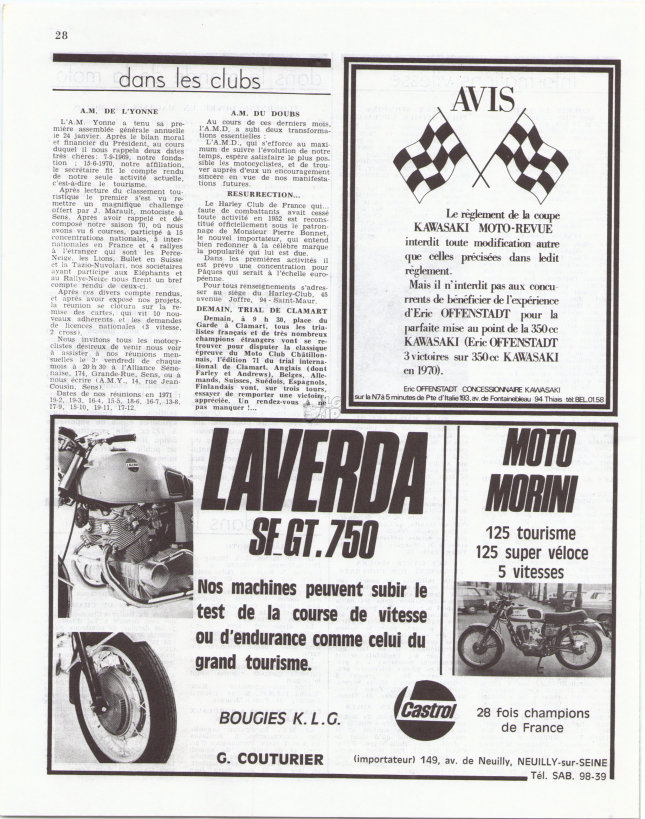 28
dans les clubs
A.M. DE L'YONNE
L'A.M. Yonne a tenu sa pre-
mière assemblée générale annuelle
le 24 janvier. Après le bilan moral
et financier du Président, au cours
duquel il nous rappela deux dates
très chères : 7-9-1969, notre fonda-
tion ; 15-6-1970, notre affiliation,
le secrétaire fit le compte rendu
de notre seule activité actuelle,
c'est-à-dire le tourisme.
Après lecture du classement tou-
ristique le premier s'est vu re-
mettre un magnifique challenge
offert par J. Marault, motociste à
Sens. Après avoir rappelé et dé-
composé notre saison 70, où nous
avons vu 6 courses, participé à 15
concentrations nationales, 5 inter-
nationales en France et 4 rallyes
à l'étranger qui sont les Perce-
Neige, les Lions, Bullet en Suisse
et la Tazio-Nuvolari, nos sociétaires
ayant participé aux Eléphants et
au Rallye-Neige nous firent un bref
compte rendu de ceux-ci.
Après ces divers compte rendus,
et après avoir exposé nos projets,
la réunion se clôtura sur la re-
mise des cartes, qui vit 10 nou-
veaux adhérents et les demandes
de licences nationales (3 vitesse,
2 cross).
Nous invitons tous les motocy-
clistes désireux de venir nous voir
à assister à nos réunions men-
suelles le 3e vendredi de chaque
mois à 20 h 30 à l'Alliance Séno-
naise, 174, Grande-Rue, Sens, ou à
nous écrire (A.M.Y., 14, rue Jean-
Cousin, Sens).
Dates de nos réunions en 1971 :
19-2, 19-3, 16-4, 15-5, 18-6, 16-7, 13-8,
17-9, 15-10, 19-11, 17-12.
A.M. DU DOUBS
Au cours de ces derniers mois,
l'A.M.D. a subi deux transforma-
tions essentielles :
L'A.M.D., qui s'efforce au maxi-
mum de suivre l'évolution de notre
temps, espère satisfaire le plus pos-
sible les motocyclistes, et de trou-
ver auprès d'eux un encouragement
sincère en vue de nos manifesta-
tions futures.
RESURRECTION...
Le Harley Club de France qui...
faute de combattants avait cessé
toute activité en 1952 est recons-
titué officiellement sous le patron-
nage de Monsieur Pierre Bonnet,
le nouvel importateur, qui entend
bien redonner à la célèbre marque
la popularité qui lui est due.
Dans les premières activités il
est prévu une concentration pour
Pâques qui serait à l'échelle euro-
péenne.
Pour tous renseignements s'adres-
ser au siège du Harley-Club, 45
avenue Joffre, 94 - Saint-Maur.
DEMAIN, TRIAL DE CLAMART
Demain, à 9 h 30, place du
Garde à Clamart, tous les tria-
listes français et de très nombreux
champions étrangers vont se re-
trouver pour disputer la classique
épreuve du Moto Club Châtillon-
nais, l'édition 71 du trial interna-
tional de Clamart. Anglais (dont
Farley et Andrews), Belges, Alle-
mands, Suisses, Suédois, Espagnols,
Finlandais vont, sur trois tours,
essayer de remporter une victoire
appréciée. Un rendez-vous à ne
pas manquer !...
AVIS
Le règlement de la coupe
KAWASAKI MOTO-REVUE
interdit toute modification autre
que celles précisées dans ledit
règlement.
Mais il n'interdit pas aux concur-
rents de bénéficier de l'expérience
d'Eric OFFENSTADT pour la
parfaite mise au point de la 350cc
KAWASAKI (Eric OFFENSTADT
3 victoires sur 350cc KAWASAKI
en 1970).
Eric OFFENSTADT CONCESSIONNAIRE KAWASAKI
sur la N7 à 5 minutes de Pte d'Italie 193, av. de Fontainebleau 94 Thiais tél: BEL 01.58
LAVERDA
SF_GT.750
Nos machines peuvent subir le
test de la course de vitesse
ou d'endurance comme celui du
grand tourisme.
BOUGIES K.L.G.
G. COUTURIER
MOTO
MORINI
125 tourisme
125 super véloce
5 vitesses
Castrol
28 fois champions
de France
(importateur) 149, av. de Neuilly, NEUILLY-sur-SEINE
Tél. SAB. 98-39